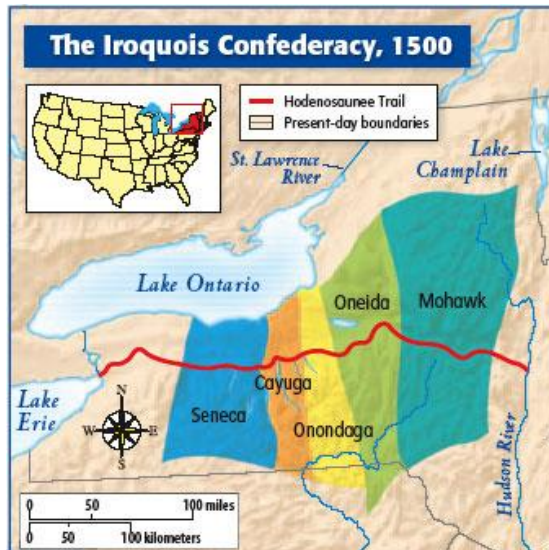 The Iroquois Confederacy, 1500
Hodenosaunee Trail
Present-day boundaries
St. Lawrence
River
Lake
Champlain
Lake Ontario
Oneida
Mohawk
Cayuga
Seneca
Onondaga
Lake
Erie
N
W
E
S
Hudson River
0
50
100 miles
0
50
100 kilometers